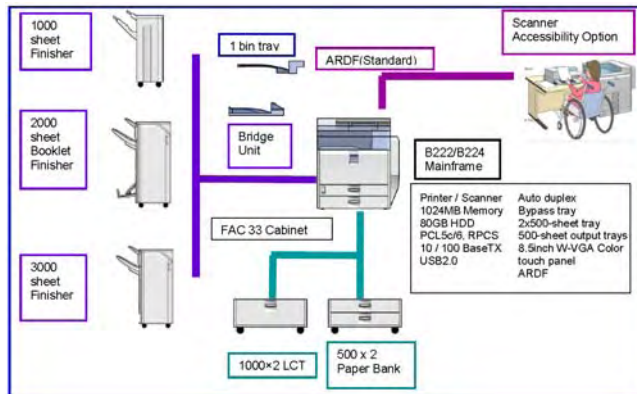 1000
sheet
Finisher
1 bin tray
ARDF(Standard)
Scanner
Accessibility Option
2000
sheet
Booklet
Finisher
Bridge
Unit
B222/B224
Mainframe
Printer / Scanner
1024MB Memory
80GB HDD
PCL5c/6, RPCS
10 / 100 BaseTX
USB2.0
Auto duplex
Bypass tray
2x500-sheet tray
500-sheet output trays
8.5inch W-VGA Color
touch panel
ARDF
FAC 33 Cabinet
3000
sheet
Finisher
1000×2 LCT
500 x 2
Paper Bank